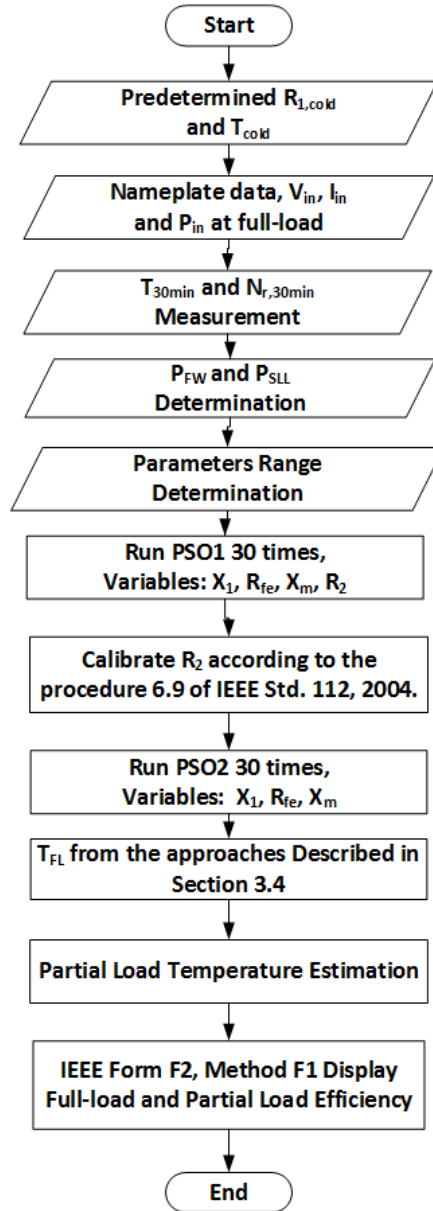 Start
Predetermined R1,cold
and Tcold
Nameplate data, Vin, Iin
and Pin at full-load
T30min and Nr,30min
Measurement
PFW and PSLL
Determination
Parameters Range
Determination
Run PSO1 30 times,
Variables: X1, Rfe, Xm, R2
Calibrate R2 according to the
procedure 6.9 of IEEE Std. 112, 2004.
Run PSO2 30 times,
Variables: X1, Rfe, Xm
TFL from the approaches Described in
Section 3.4
Partial Load Temperature Estimation
IEEE Form F2, Method F1 Display
Full-load and Partial Load Efficiency
End